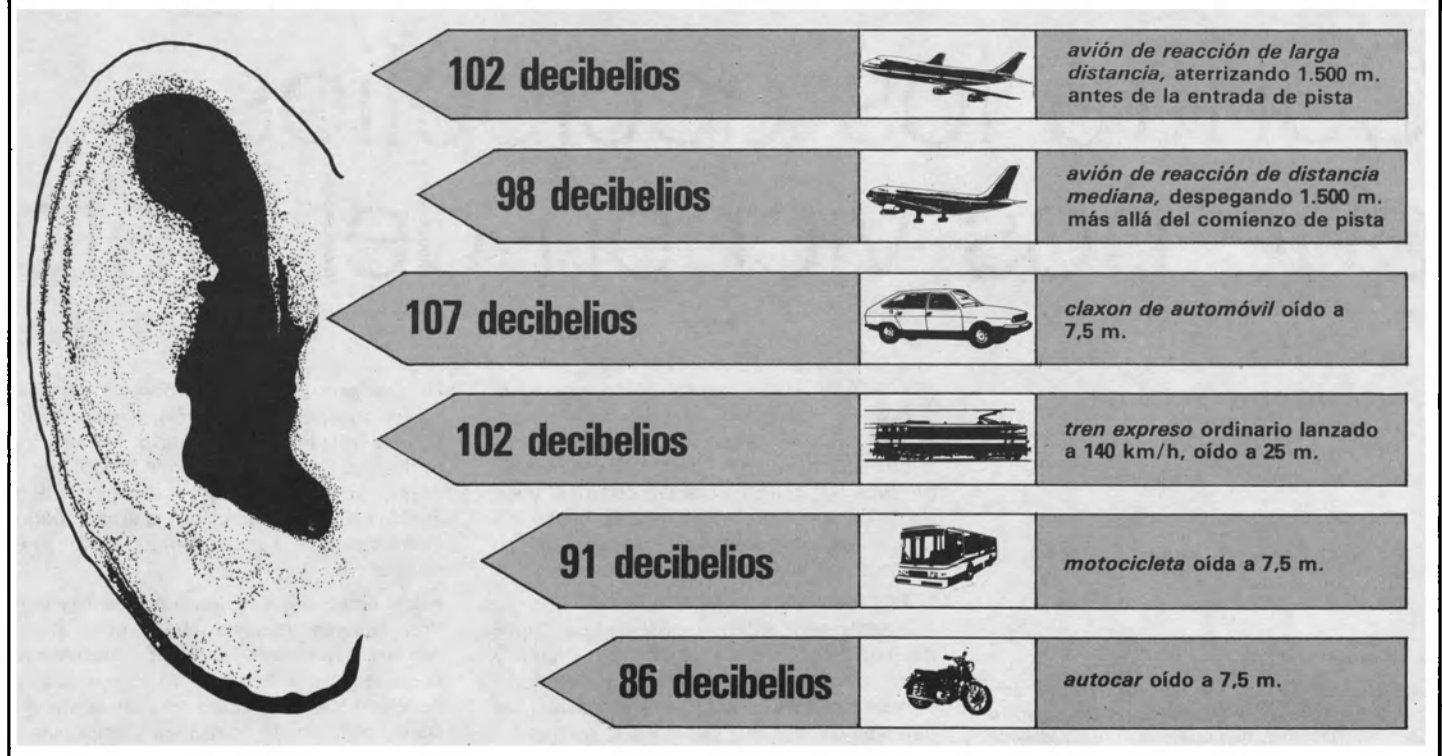 102 decibelios
avión de reacción de larga
distancia, aterrizando 1.500 m.
antes de la entrada de pista
98 decibelios
avión de reacción de distancia
mediana, despegando 1.500 m.
más allá del comienzo de pista
107 decibelios
claxon de automóvil oído a
7,5 m.
102 decibelios
tren expreso ordinario lanzado
a 140 km/h, oído a 25 m.
91 decibelios
motocicleta oída a 7,5 m.
86 decibelios
autocar oído a 7,5 m.